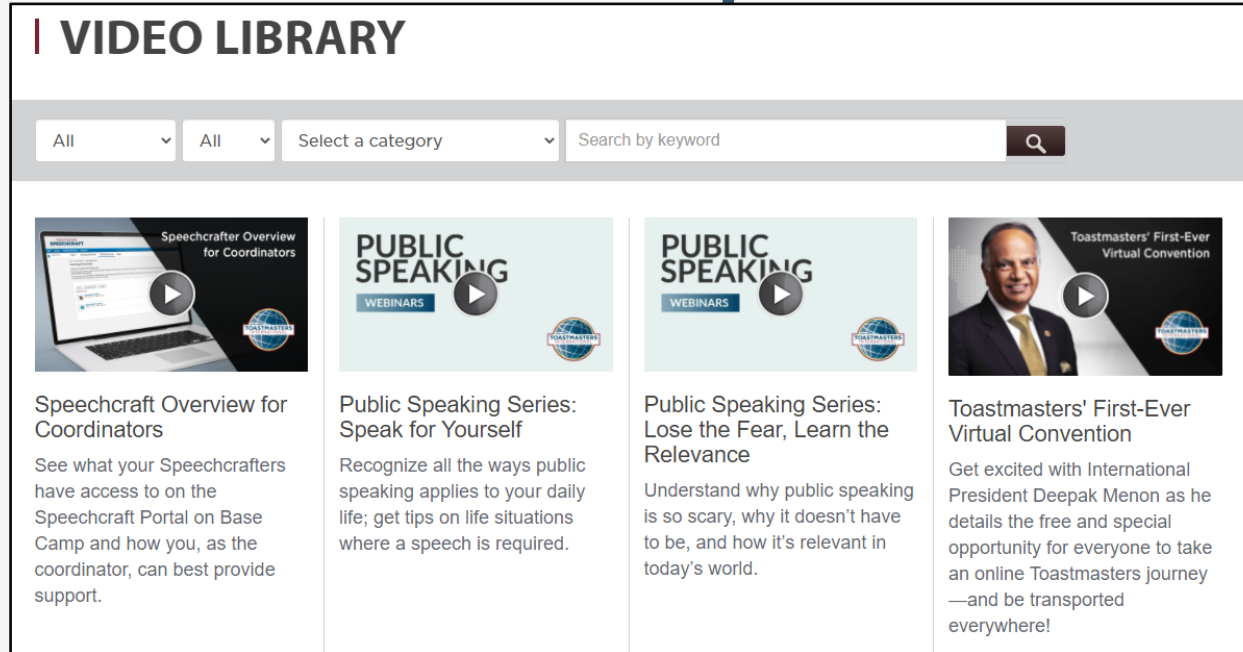 VIDEO LIBRARY
All
All
Select a category
Search by keyword
Speechcrafter Overview
for Coordinators
TOASTMASTERS
INTERNATIONAL
PUBLIC
SPEAKING
WEBINARS
TOASTMASTERS
PUBLIC
SPEAKING
WEBINARS
TOASTMASTERS
Toastmasters' First-Ever
Virtual Convention
TOASTMASTERS
Speechcraft Overview for
Coordinators
See what your Speechcrafters
have access to on the
Speechcraft Portal on Base
Camp and how you, as the
coordinator, can best provide
support.
Public Speaking Series:
Speak for Yourself
Recognize all the ways public
speaking applies to your daily
life; get tips on life situations
where a speech is required.
Public Speaking Series:
Lose the Fear, Learn the
Relevance
Understand why public speaking
is so scary, why it doesn’t have
to be, and how it’s relevant in
today’s world.
Toastmasters' First-Ever
Virtual Convention
Get excited with International
President Deepak Menon as he
details the free and special
opportunity for everyone to take
an online Toastmasters journey
—and be transported
everywhere!